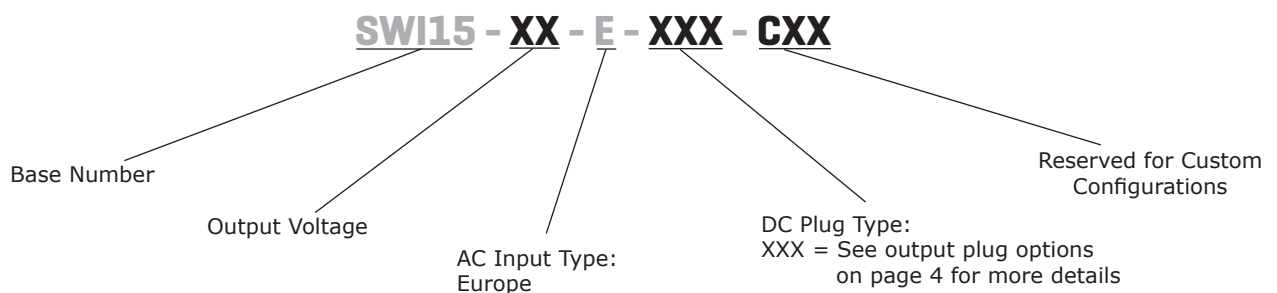 SWI15 - XX - E - XXX - CXX
Base Number
Output Voltage
AC Input Type:
Europe
DC Plug Type:
XXX = See output plug options
on page 4 for more details
Reserved for Custom
Configurations